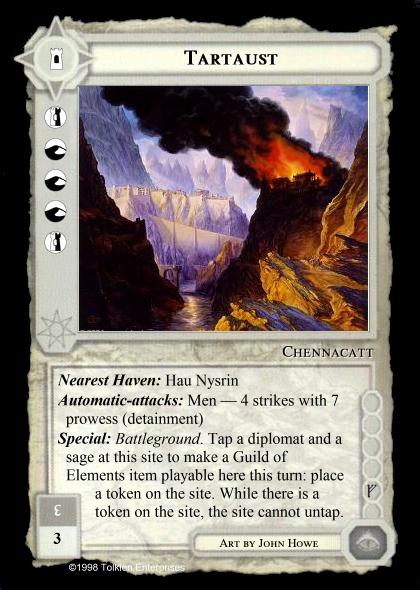 TARTAUST
CHENNACATT
Nearest Haven: Hau Nysrin
Automatic-attacks: Men — 4 strikes with 7
prowess (detainment)
Special: Battleground. Tap a diplomat and a
sage at this site to make a Guild of
Elements item playable here this turn: place
a token on the site. While there is a
token on the site, the site cannot untap.
ε
3
ᚠ
ART BY JOHN HOWE
©1998 Tolkien Enterprises